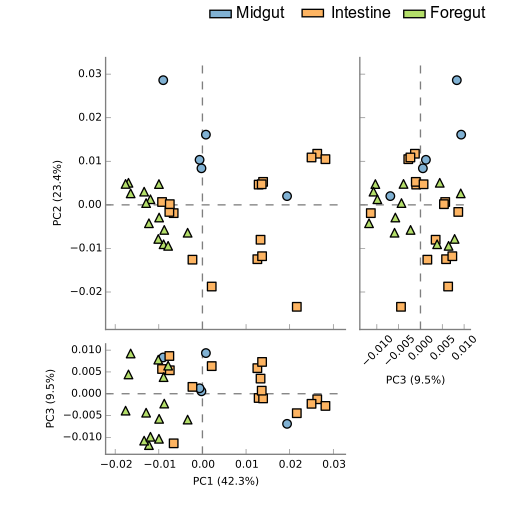 Midgut Intestine Foregut
0.03
0.02
0.01
0.00
−0.01
−0.02
PC2 (23.4%)
−0.010 −0.005 0.000 0.005 0.010
PC3 (9.5%)
0.010
0.005
0.000
−0.005
−0.010
PC3 (9.5%)
−0.02 −0.01 0.00 0.01 0.02 0.03
PC1 (42.3%)